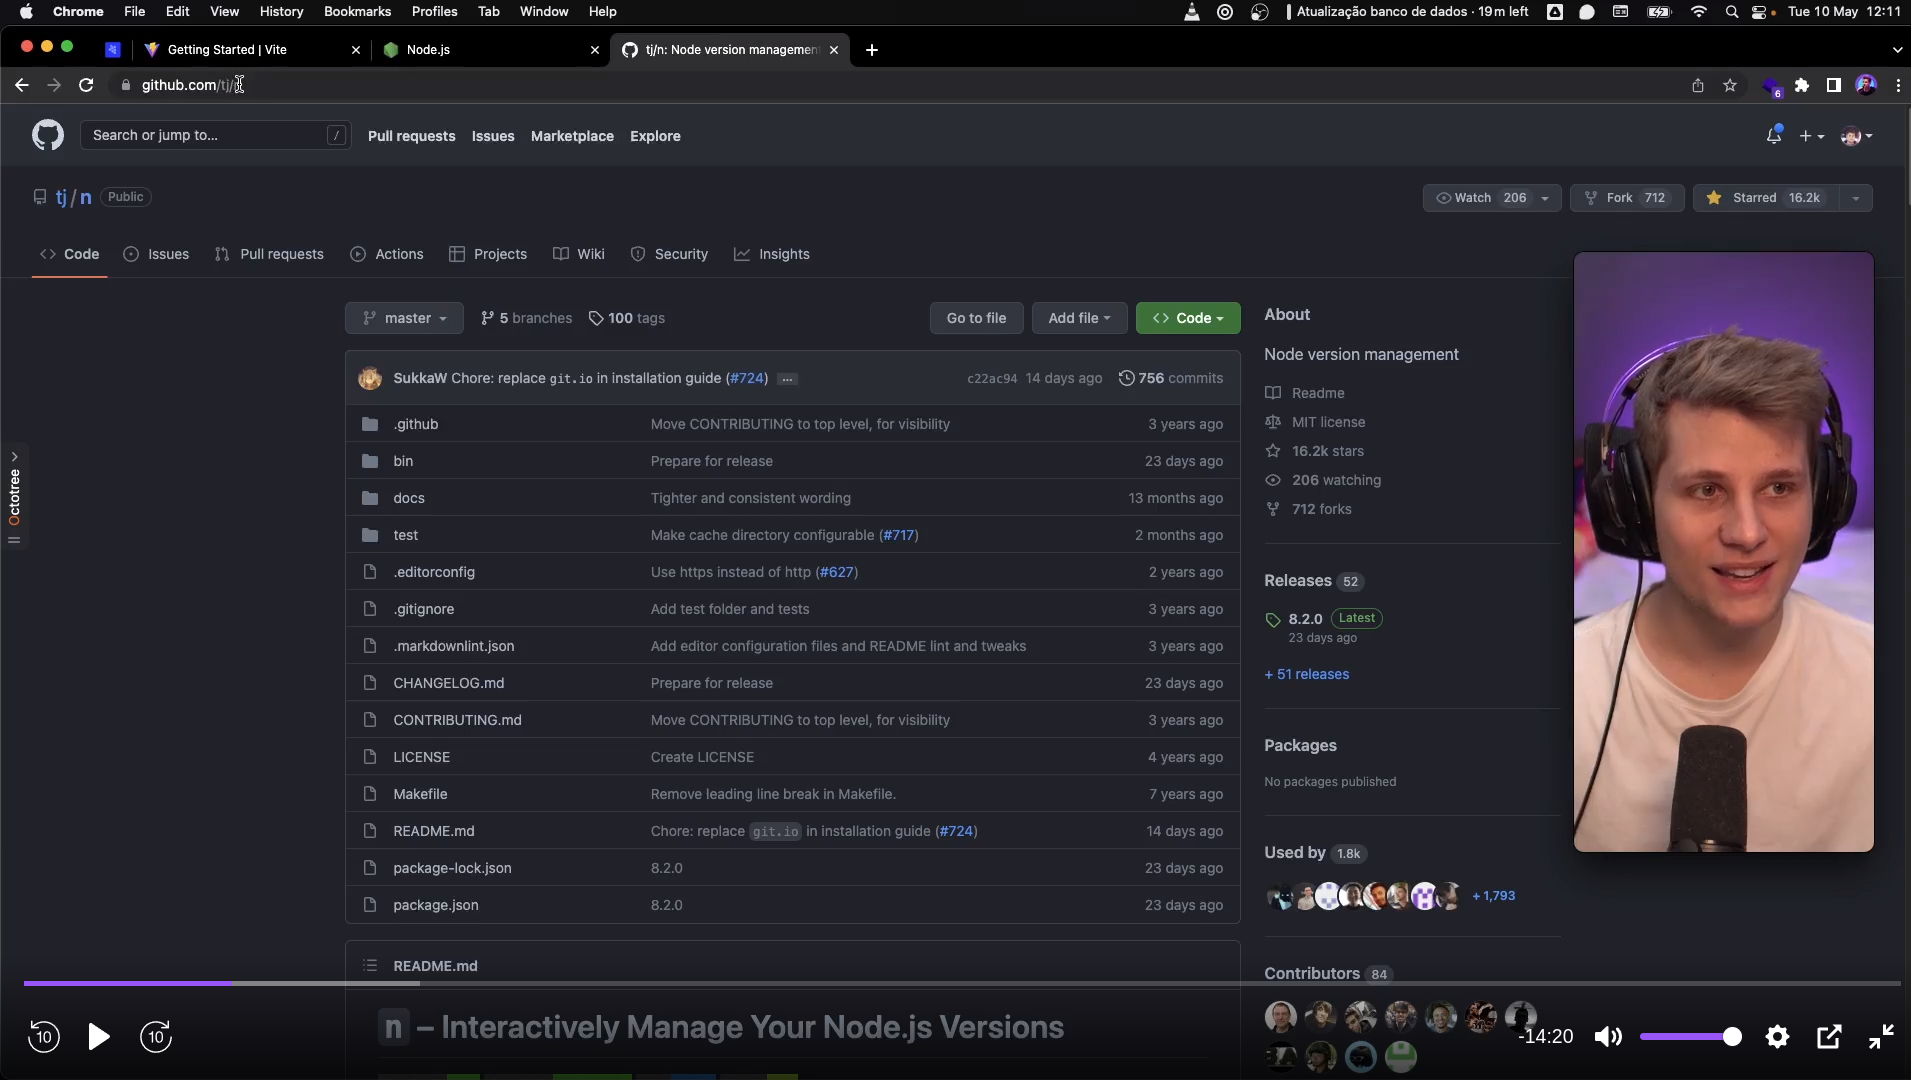 Chrome File Edit View History Bookmarks Profiles Tab Window Help
Atualização banco de dados · 19m left
Tue 10 May 12:11
Getting Started | Vite
Node.js
tj/n: Node version managemen
github.com/tj/
6
Search or jump to... /
Pull requests Issues Marketplace Explore
tj / n Public
Watch 206 Fork 712 Starred 16.2k
Code Issues Pull requests Actions Projects Wiki Security Insights
master 5 branches 100 tags
Go to file Add file Code
SukkaW Chore: replace git.io in installation guide (#724) ... c22ac94 14 days ago 756 commits
.github Move CONTRIBUTING to top level, for visibility 3 years ago
bin Prepare for release 23 days ago
docs Tighter and consistent wording 13 months ago
test Make cache directory configurable (#717) 2 months ago
.editorconfig Use https instead of http (#627) 2 years ago
.gitignore Add test folder and tests 3 years ago
.markdownlint.json Add editor configuration files and README lint and tweaks 3 years ago
CHANGELOG.md Prepare for release 23 days ago
CONTRIBUTING.md Move CONTRIBUTING to top level, for visibility 3 years ago
LICENSE Create LICENSE 4 years ago
Makefile Remove leading line break in Makefile. 7 years ago
README.md Chore: replace git.io in installation guide (#724) 14 days ago
package-lock.json 8.2.0 23 days ago
package.json 8.2.0 23 days ago
README.md
n – Interactively Manage Your Node.js Versions
Octotree
About
Node version management
Readme
MIT license
16.2k stars
206 watching
712 forks
Releases 52
8.2.0 Latest
23 days ago
+ 51 releases
Packages
No packages published
Used by 1.8k
+ 1,793
Contributors 84
10
10
-14:20